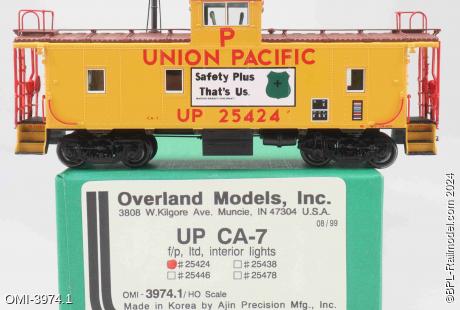 P
UNION PACIFIC
Safety Plus
That's Us.
CA-7
UP 25424
Overland Models, Inc.
3808 W.Kilgore Ave. Muncie, IN 47304 U.S.A.
08/99
UP CA-7
f/p, ltd, interior lights
#25424 #25438
#25446 #25478
OMI-3974.1/HO Scale
Made in Korea by Ajin Precision Mfg., Inc.
OMI-3974.1
©BPL-Railmodel.com 2024